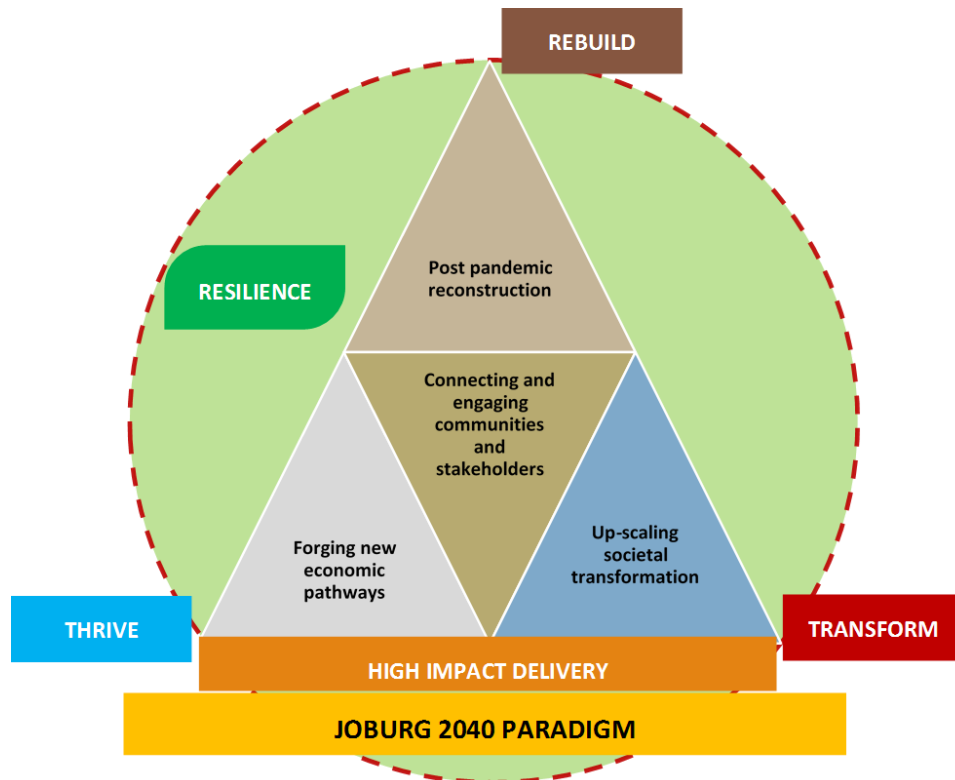 REBUILD
RESILIENCE
Post pandemic
reconstruction
Connecting and
engaging
communities
and
stakeholders
Forging new
economic
pathways
Up-scaling
societal
transformation
THRIVE
TRANSFORM
HIGH IMPACT DELIVERY
JOBURG 2040 PARADIGM